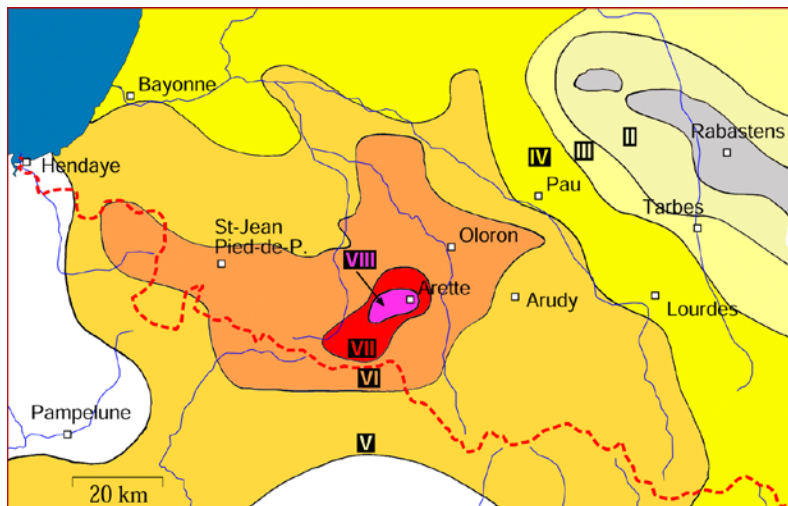 Bayonne
Hendaye
Rabastens
II
III
IV
Pau
Tarbes
St-Jean
Pied-de-P.
Oloron
VIII
Arette
Arudy
Lourdes
VII
VI
Pampelune
V
20 km